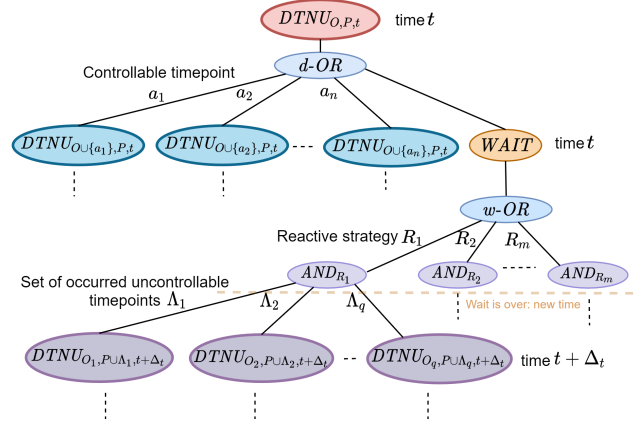 DTNU_{O,P,t} time t
d-OR
Controllable timepoint
a_1 a_2 a_n
DTNU_{O∪{a_1},P,t} DTNU_{O∪{a_2},P,t} DTNU_{O∪{a_n},P,t} WAIT time t
w-OR
Reactive strategy R_1 R_2 R_m
AND_{R_1} AND_{R_2} AND_{R_m}
Set of occurred uncontrollable
timepoints Λ_1 Λ_2 Λ_q
Wait is over: new time
DTNU_{O_1,P∪Λ_1,t+Δ_t} DTNU_{O_2,P∪Λ_2,t+Δ_t} DTNU_{O_q,P∪Λ_q,t+Δ_t} time t + Δ_t